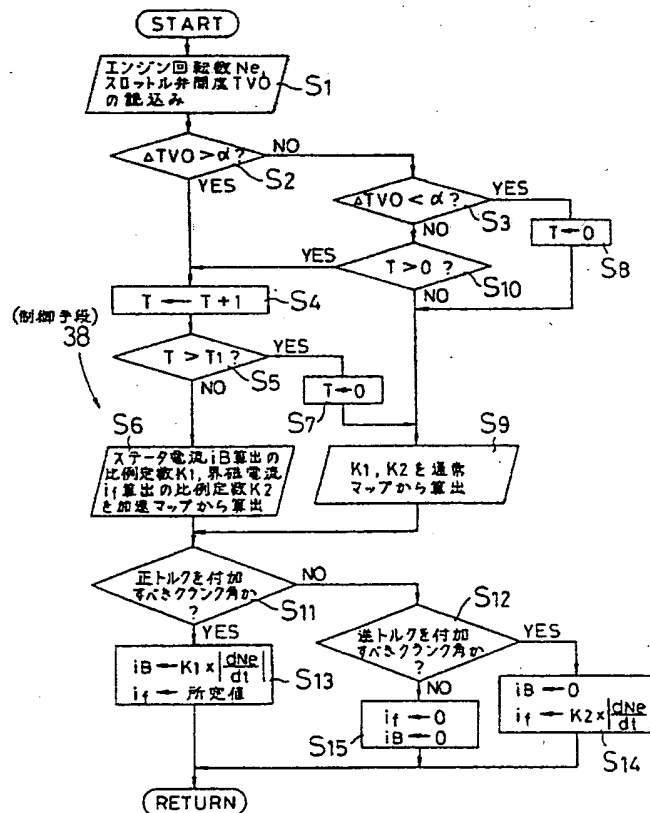 START
エンジン回転数Ne,
スロットル弁開度TVO
の読込み
S1
ΔTVO>α?
NO
S2
YES
ΔTVO<α?
YES
S3
NO
T←0
S8
YES
T>0?
S10
NO
T←T+1
S4
(制御手段)
38
T>T1?
YES
S5
NO
T←0
S7
S6
ステータ電流iB算出の
比例定数K1,界磁電流
if算出の比例定数K2
を加速マップから算出
S9
K1,K2を通常
マップから算出
正トルクを付加
すべきクランク角か
?
NO
S11
YES
S12
逆トルクを付加
すべきクランク角か
?
YES
NO
iB←K1×|dNe/dt|
if←所定値
S13
if←0
iB←0
S15
iB←0
if←K2×|dNe/dt|
S14
RETURN